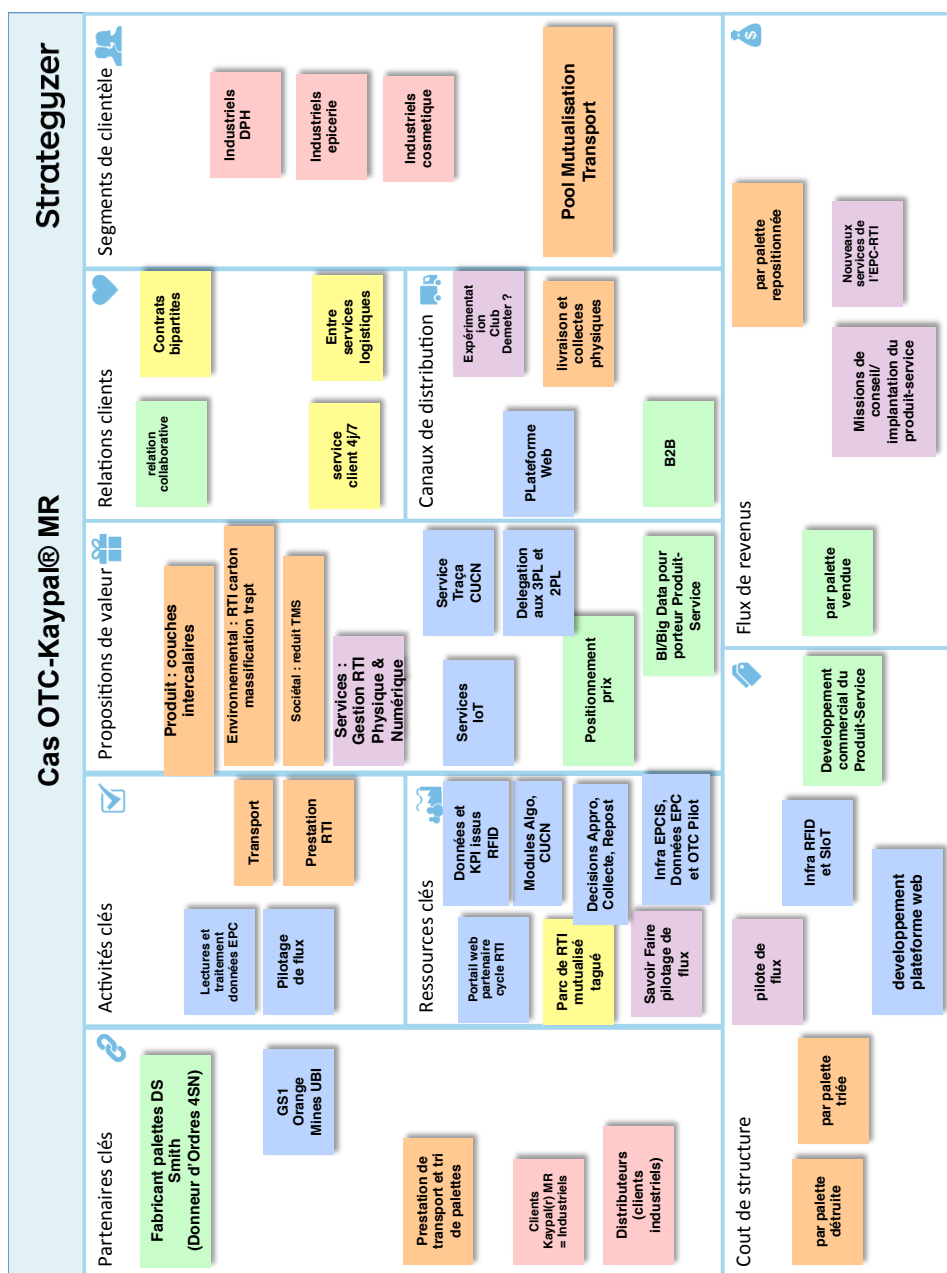 Cas OTC-Kaypal® MR
Strategyzer
Partenaires clés
Fabricant palettes DS
Smith
(Donneur d'Ordres 4SN)
GS1
Orange
Mines UBI
Prestation de
transport et tri
de palettes
Clients
Kaypal(r) MR
= Industriels
Distributeurs
(clients
industriels)
Activités clés
Lectures et
traitement
données EPC
Pilotage
de flux
Transport
Prestation
RTI
Ressources clés
Portail web
partenaire
cycle RTI
Parc de RTI
mutualisé
tagué
Savoir Faire
pilotage de
flux
Données et
KPI issus
RFID
Modules Algo,
CUCN
Decisions Appro,
Collecte, Repost
Infra EPCIS,
Données EPC
et OTC Pilot
Propositions de valeur
Produit : couches
intercalaires
Environnemental : RTI carton
massification trspt
Sociétal : reduit TMS
Services :
Gestion RTI
Physique &
Numérique
Services
IoT
Service
Traça
CUCN
Delegation
aux 3PL et
2PL
Positionnement
prix
BI/Big Data pour
porteur Produit-
Service
Relations clients
relation
collaborative
Contrats
bipartites
service
client 4j/7
Entre
services
logistiques
Canaux de distribution
Expérimentat
ion Club
Demeter ?
PLateforme
Web
livraison et
collectes
physiques
B2B
Segments de clientèle
Industriels
DPH
Industriels
epicerie
Industriels
cosmetique
Pool Mutualisation
Transport
Cout de structure
par palette
détruite
par palette
triée
pilote de
flux
développement
plateforme web
Infra RFID
et SIoT
Developpement
commercial du
Produit-Service
Flux de revenus
par palette
vendue
Missions de
conseil/
implantation du
produit-service
par palette
repositionnée
Nouveaux
services de
l'EPC-RTI